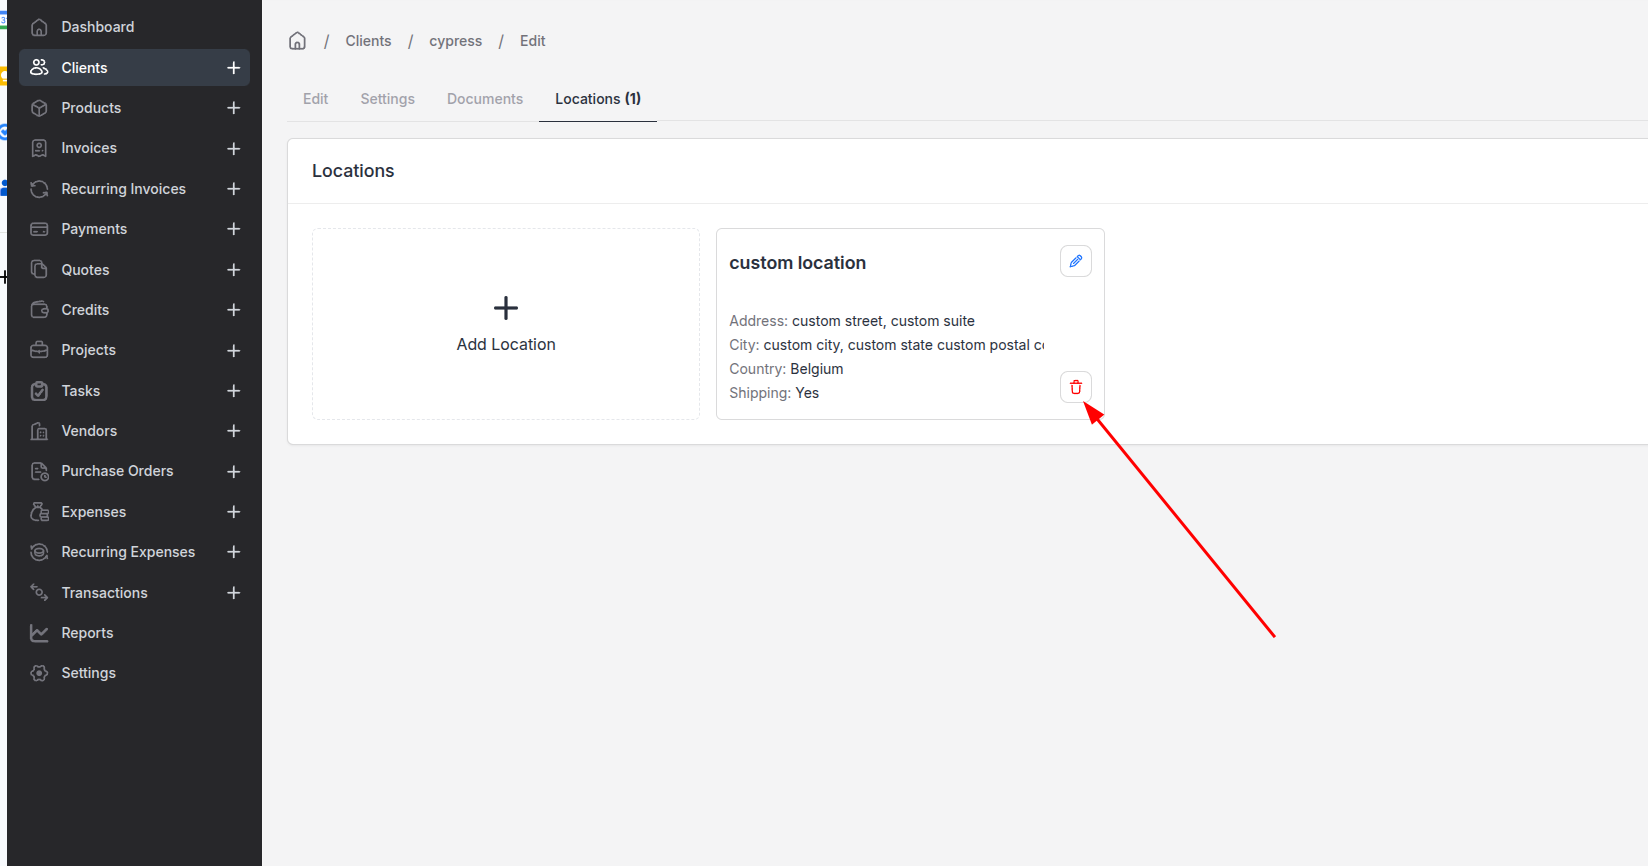 Dashboard
Clients
Products
Invoices
Recurring Invoices
Payments
Quotes
Credits
Projects
Tasks
Vendors
Purchase Orders
Expenses
Recurring Expenses
Transactions
Reports
Settings
/ Clients / cypress / Edit
Edit Settings Documents Locations (1)
Locations
Add Location
custom location
Address: custom street, custom suite
City: custom city, custom state custom postal
Country: Belgium
Shipping: Yes